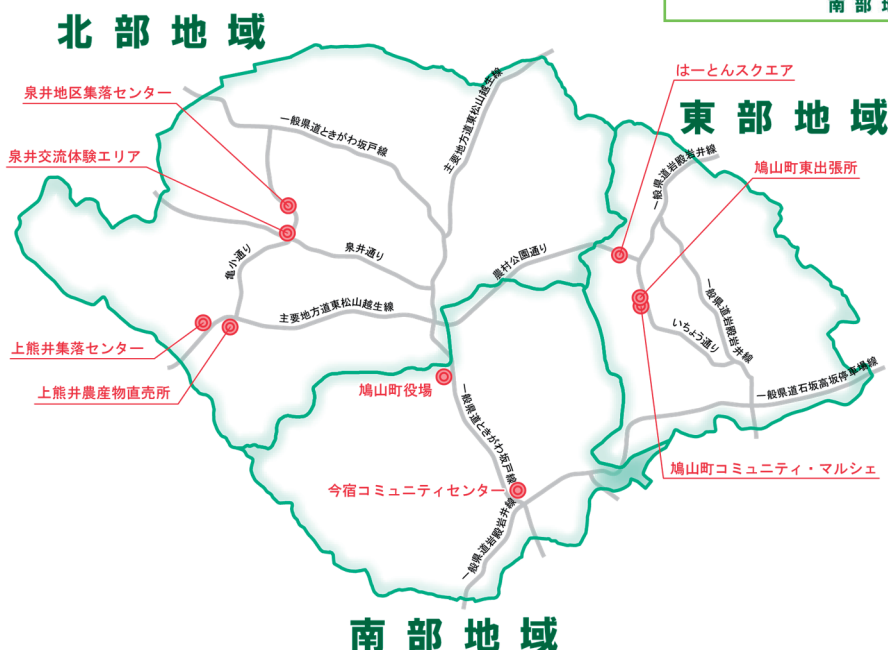 南部地
北部地域
はーとんスクエア
泉井地区集落センター
東部地域
一般県道ときがわ坂戸線
主要地方道東松山越生線
泉井交流体験エリア
一般県道岩殿岩井線
鳩山町東出張所
亀小通り
泉井通り
農村公園通り
一般県道岩殿岩井線
主要地方道東松山越生線
いちょう通り
上熊井集落センター
上熊井農産物直売所
鳩山町役場
一般県道石坂高坂停車場線
一般県道ときがわ坂戸線
鳩山町コミュニティ・マルシェ
今宿コミュニティセンター
一般県道岩殿岩井線
南部地域